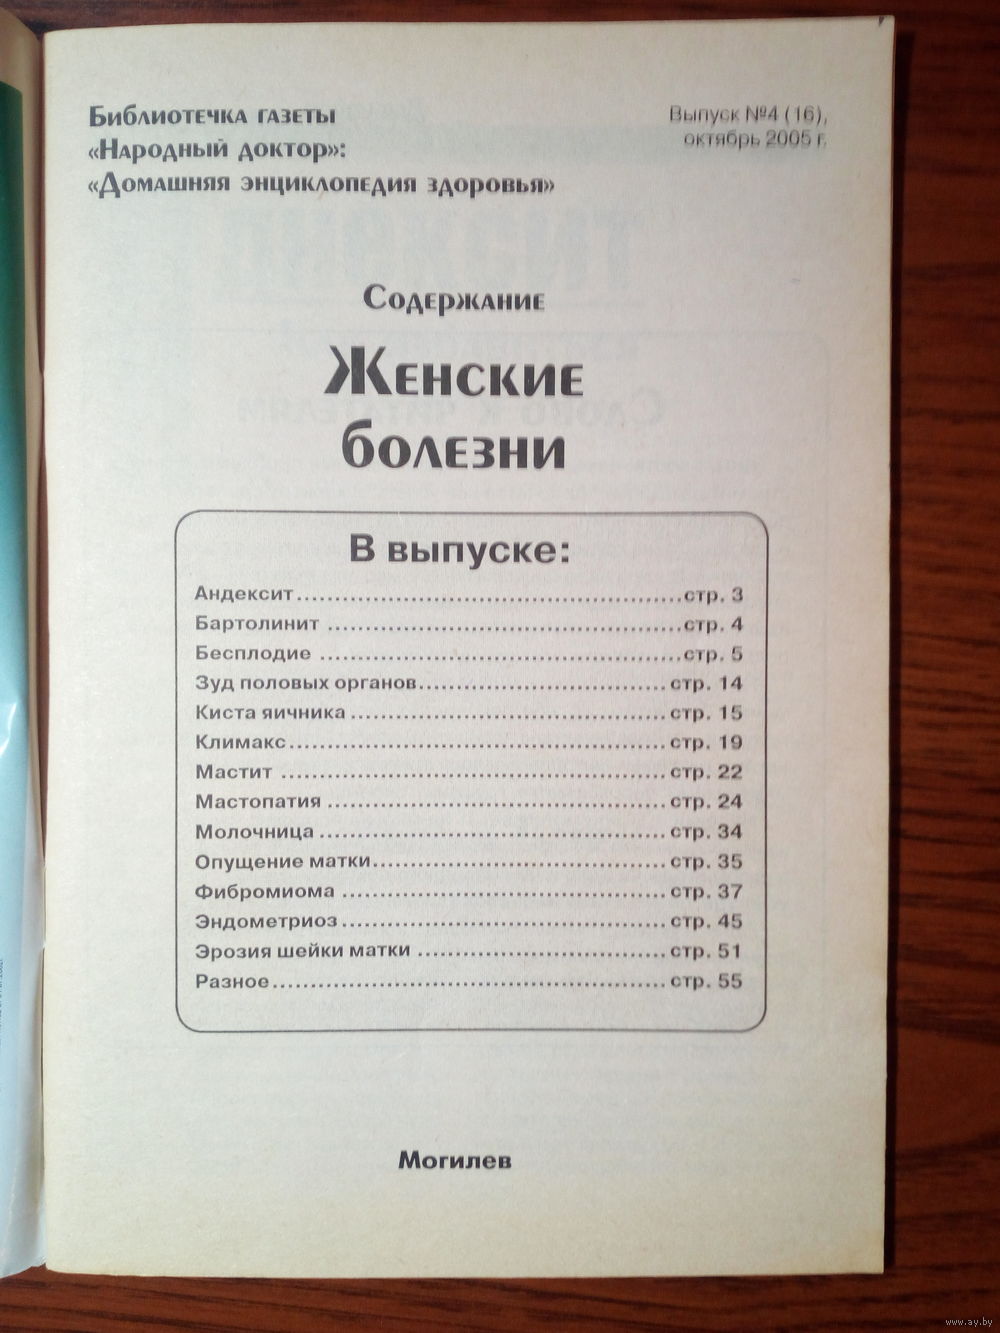 Библиотечка газеты
«Народный доктор»:
«Домашняя энциклопедия здоровья»
Выпуск №4 (16),
октябрь 2005 г.
Содержание
Женские
болезни
В выпуске:
Андексит...............................................стр. 3
Бартолинит ...........................................стр. 4
Бесплодие ............................................стр. 5
Зуд половых органов..............................стр. 14
Киста яичника.......................................стр. 15
Климакс..............................................стр. 19
Мастит ...............................................стр. 22
Мастопатия .........................................стр. 24
Молочница ..........................................стр. 34
Опущение матки....................................стр. 35
Фибромиома ........................................стр. 37
Эндометриоз........................................стр. 45
Эрозия шейки матки ..............................стр. 51
Разное................................................стр. 55
Могилев
www.ay.by